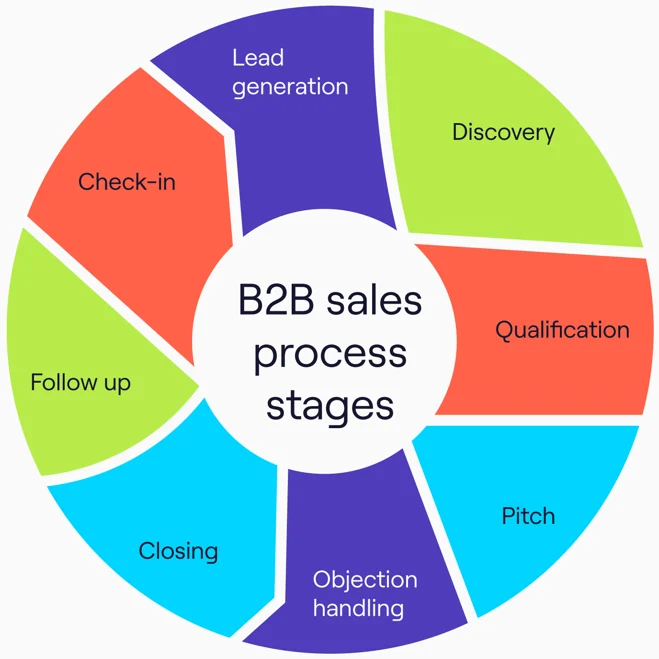 B2B sales
process
stages
Lead
generation
Discovery
Qualification
Pitch
Objection
handling
Closing
Follow up
Check-in